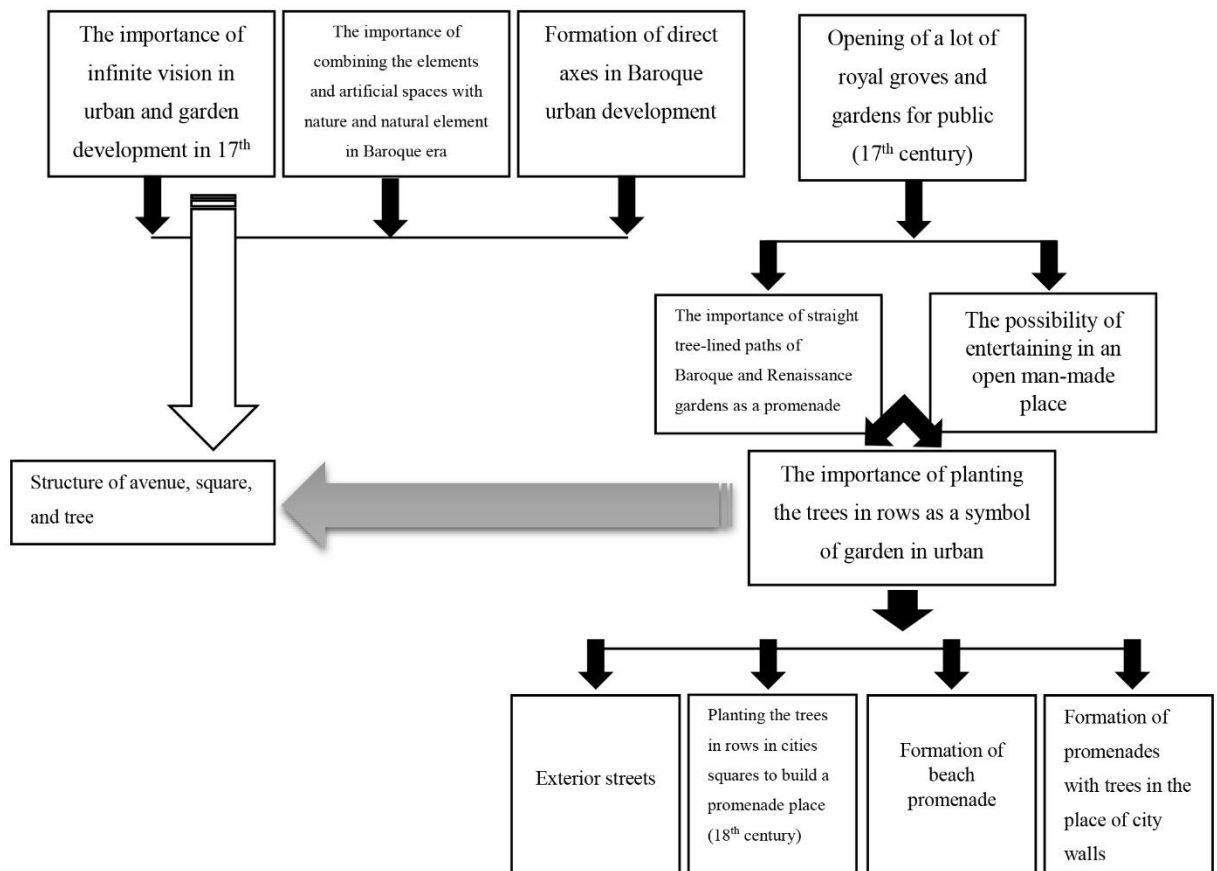 The importance of
infinite vision in
urban and garden
development in 17th
The importance of
combining the elements
and artificial spaces with
nature and natural element
in Baroque era
Formation of direct
axes in Baroque
urban development
Opening of a lot of
royal groves and
gardens for public
(17th century)
The importance of straight
tree-lined paths of
Baroque and Renaissance
gardens as a promenade
The possibility of
entertaining in an
open man-made
place
Structure of avenue, square,
and tree
The importance of planting
the trees in rows as a symbol
of garden in urban
Exterior streets
Planting the trees
in rows in cities
squares to build a
promenade place
(18th century)
Formation of
beach
promenade
Formation of
promenades
with trees in the
place of city
walls